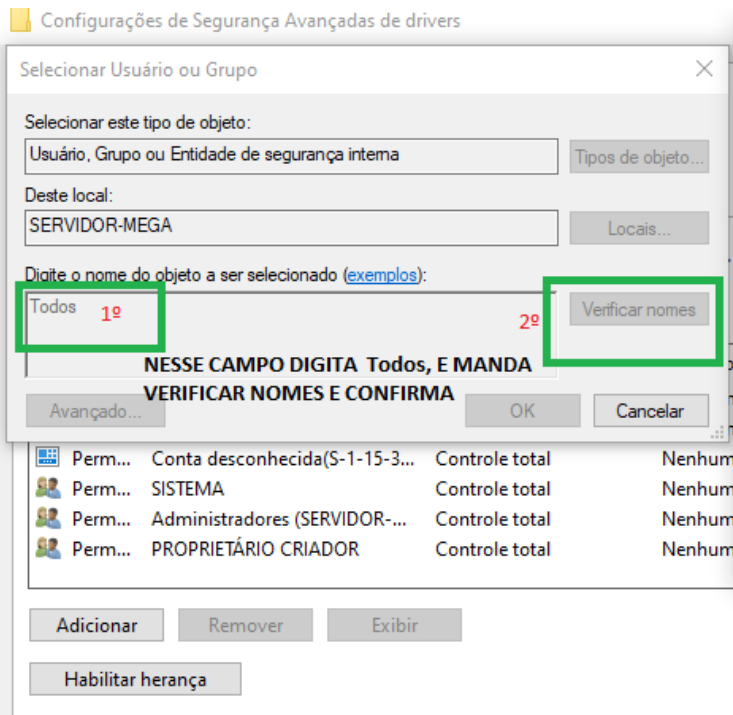 Configurações de Segurança Avançadas de drivers
Selecionar Usuário ou Grupo
Selecionar este tipo de objeto:
Usuário, Grupo ou Entidade de segurança interna
Tipos de objeto...
Deste local:
SERVIDOR-MEGA
Locais...
Digite o nome do objeto a ser selecionado (exemplos):
Todos 1º
2º Verificar nomes
NESSE CAMPO DIGITA Todos, E MANDA
VERIFICAR NOMES E CONFIRMA
Avançado... OK Cancelar
Perm... Conta desconhecida(S-1-15-3... Controle total Nenhum
Perm... SISTEMA Controle total Nenhum
Perm... Administradores (SERVIDOR-... Controle total Nenhum
Perm... PROPRIETÁRIO CRIADOR Controle total Nenhum
Adicionar Remover Exibir
Habilitar herança